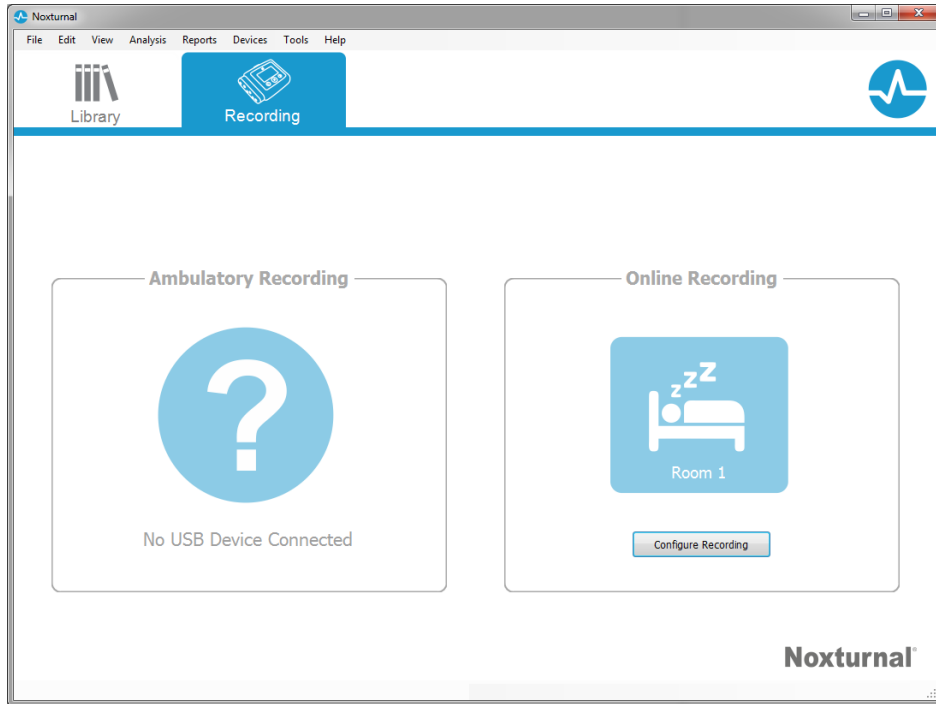 Noxturnal
File Edit View Analysis Reports Devices Tools Help
Library
Recording
Ambulatory Recording
No USB Device Connected
Online Recording
zzZ
Room 1
Configure Recording
Noxturnal®